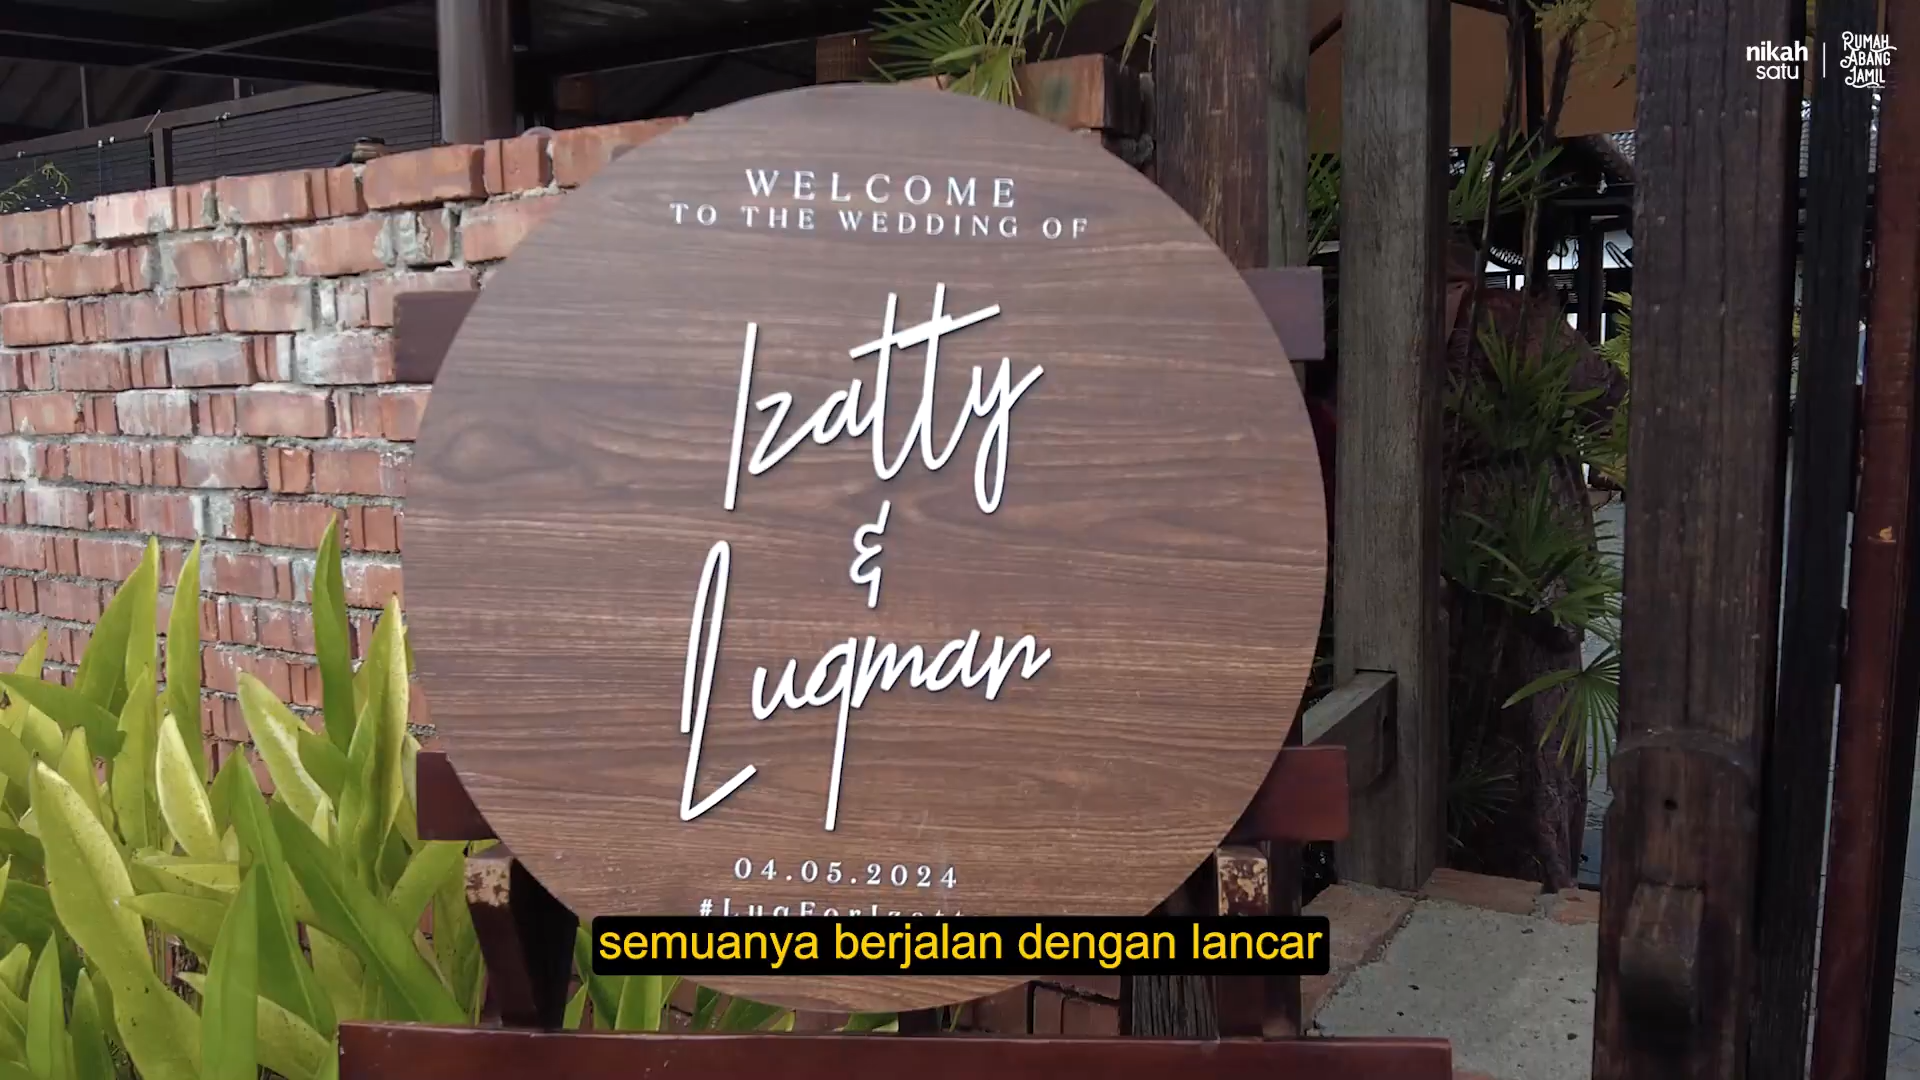 nikah
satu
RUMAH
ABANG
JAMIL
WELCOME
TO THE WEDDING OF
Izatty
&
Luqman
04.05.2024
semuanya berjalan dengan lancar